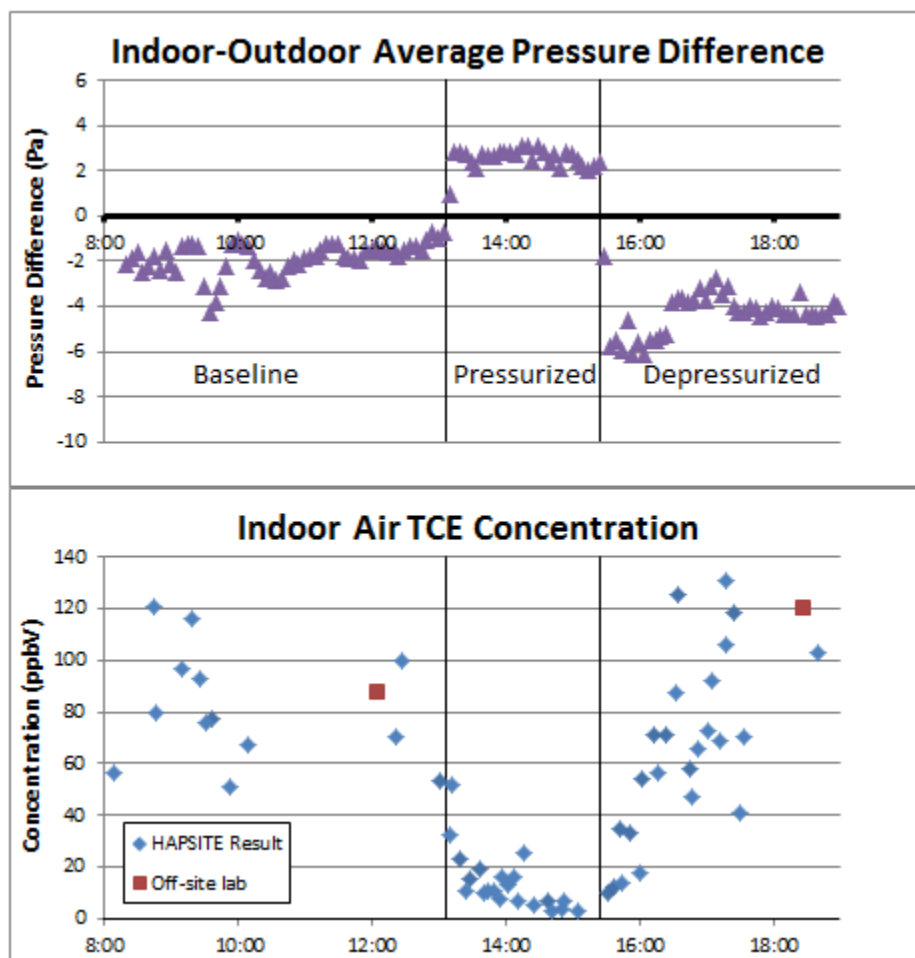 Indoor-Outdoor Average Pressure Difference
Pressure Difference (Pa)
6
4
2
0
-2
-4
-6
-8
-10
8:00 10:00 12:00 14:00 16:00 18:00
Baseline Pressurized Depressurized
Indoor Air TCE Concentration
Concentration (ppbV)
140
120
100
80
60
40
20
0
HAPSITE Result
Off-site lab
8:00 10:00 12:00 14:00 16:00 18:00